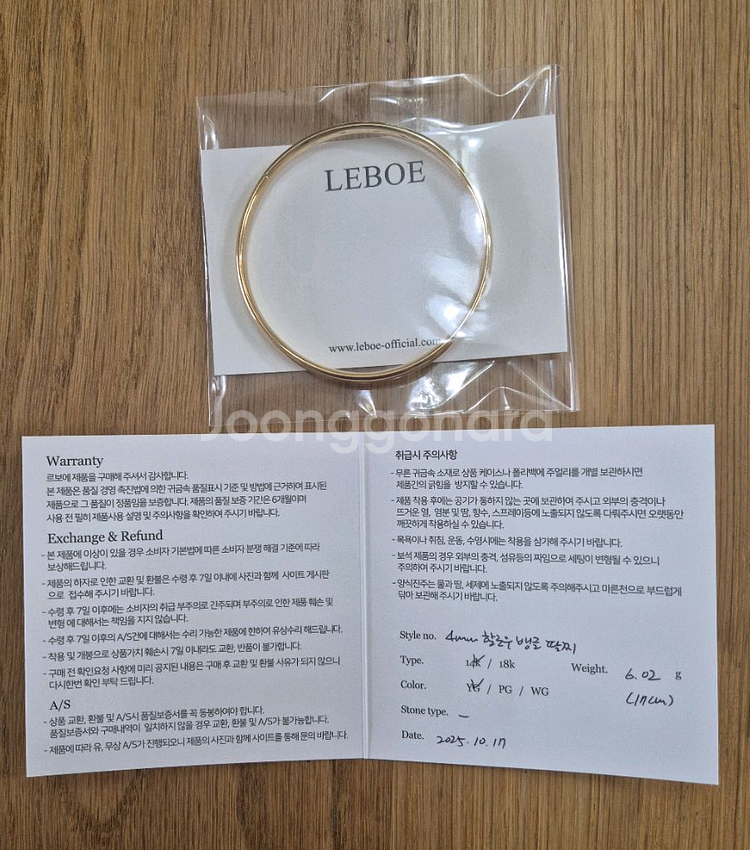 LEBOE
www.leboe-official.com
Joonggonara
Warranty
르보에 제품을 구매해 주셔서 감사합니다.
본 제품은 품질 경영 촉진법에 의한 귀금속 품질표시 기준 및 방법에 근거하여 표시된
제품으로 그 품질이 정품임을 보증합니다. 제품의 품질 보증 기간은 6개월이며
사용 전 필히 제품사용 설명 및 주의사항을 확인하여 주시기 바랍니다.
Exchange & Refund
- 본 제품에 이상이 있을 경우 소비자 기본법에 따른 소비자 분쟁 해결 기준에 따라
보상해드립니다.
- 제품의 하자로 인한 교환 및 환불은 수령 후 7일 이내에 사진과 함께 사이트 게시판
으로 접수해 주시기 바랍니다.
- 수령 후 7일 이후에는 소비자의 취급 부주의로 간주되며 부주의로 인한 제품 훼손 및
변형에 대해서는 책임을 지지 않습니다.
- 수령 후 7일 이후의 A/S건에 대해서는 수리 가능한 제품에 한하여 유상수리 해드립니다.
- 착용 및 개봉으로 상품가치 훼손시 7일 이내라도 교환, 반품이 불가합니다.
- 구매 전 확인요청 사항에 미리 공지된 내용은 구매 후 교환 및 환불 사유가 되지 않으니
다시한번 확인 부탁 드립니다.
A/S
- 상품 교환, 환불 및 A/S시 품질보증서를 꼭 동봉하여야 합니다.
품질보증서와 구매내역이 일치하지 않을 경우 교환, 환불 및 A/S가 불가합니다.
- 제품에 따라 유, 무상 A/S가 진행되오니 제품의 사진과 함께 사이트를 통해 문의 바랍니다.
취급시 주의사항
- 무른 귀금속 소재로 상품 케이스나 폴리백에 주얼리를 개별 보관하시면
제품간의 긁힘을 방지할 수 있습니다.
- 제품 착용 후에는 공기가 통하지 않는 곳에 보관하여 주시고 외부의 충격이나
뜨거운 열, 염분 및 땀, 향수, 스프레이등에 노출되지 않도록 다뤄주시면 오랫동안
깨끗하게 착용하실 수 있습니다.
- 목욕이나 취침, 운동, 수영시에는 착용을 삼가해 주시기 바랍니다.
- 보석 제품의 경우 외부의 충격, 섬유등의 짜임으로 세팅이 변형될 수 있으니
주의하여 주시기 바랍니다.
- 양식진주는 물과 땀, 세제에 노출되지 않도록 주의해주시고 마른천으로 부드럽게
닦아 보관해 주시기 바랍니다.
Style no. 4mm 할로우 뱅글 팔찌
Type. 14k / 18k Weight. 6.02 g
Color. YG / PG / WG (17cm)
Stone type. -
Date. 2025. 10. 17